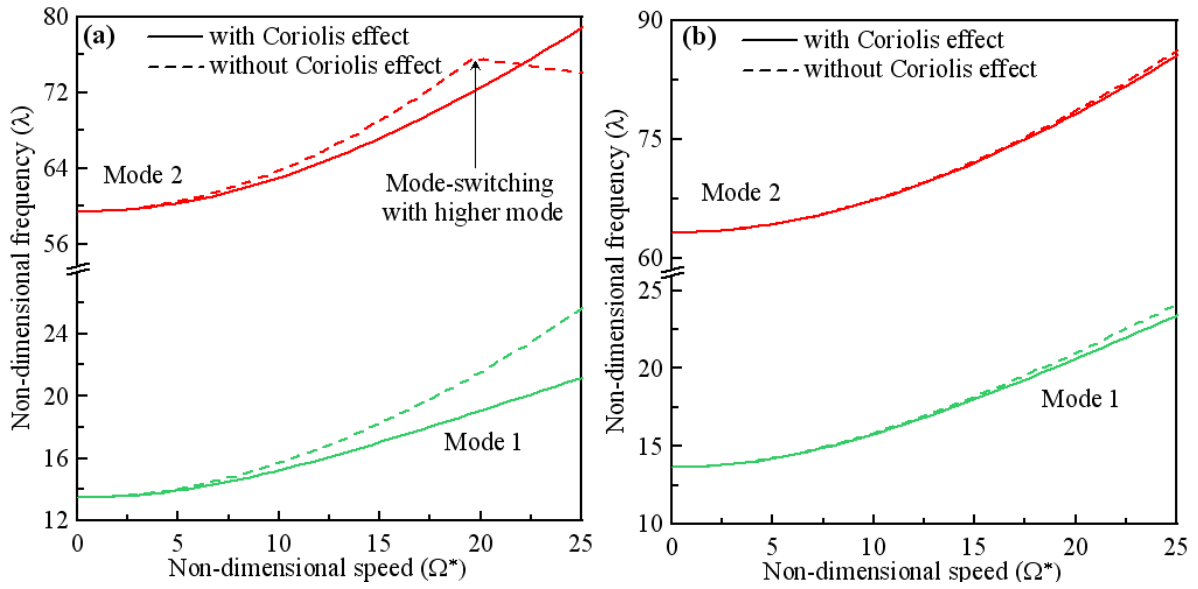 (a)
with Coriolis effect
without Coriolis effect
Mode 2
Mode-switching
with higher mode
Mode 1
80
72
64
56
24
20
16
12
0
5
10
15
20
25
Non-dimensional frequency (λ)
Non-dimensional speed (Ω*)
(b)
with Coriolis effect
without Coriolis effect
Mode 2
Mode 1
90
75
60
25
20
15
10
0
5
10
15
20
25
Non-dimensional frequency (λ)
Non-dimensional speed (Ω*)